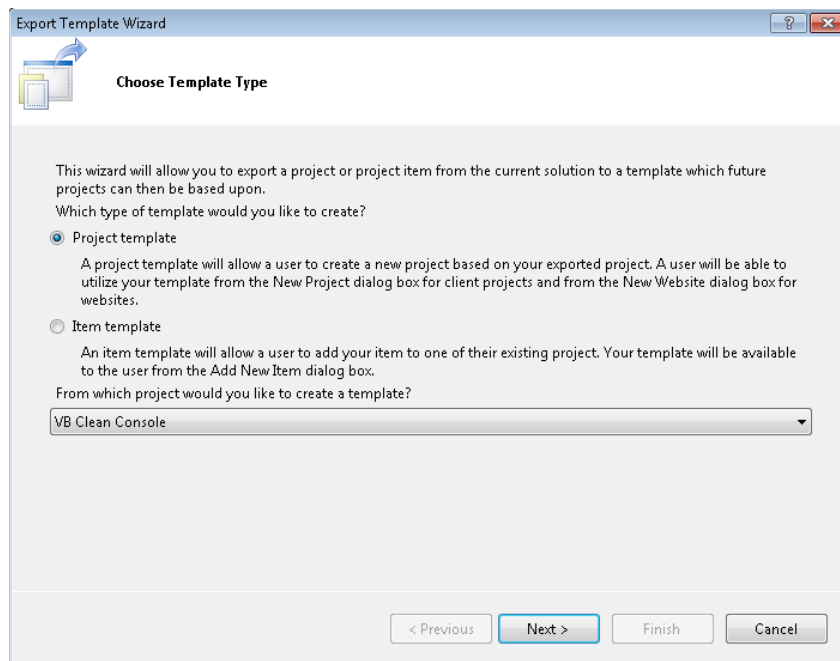 Export Template Wizard
Choose Template Type
This wizard will allow you to export a project or project item from the current solution to a template which future
projects can then be based upon.
Which type of template would you like to create?
Project template
A project template will allow a user to create a new project based on your exported project. A user will be able to
utilize your template from the New Project dialog box for client projects and from the New Website dialog box for
websites.
Item template
An item template will allow a user to add your item to one of their existing project. Your template will be available
to the user from the Add New Item dialog box.
From which project would you like to create a template?
VB Clean Console
< Previous
Next >
Finish
Cancel